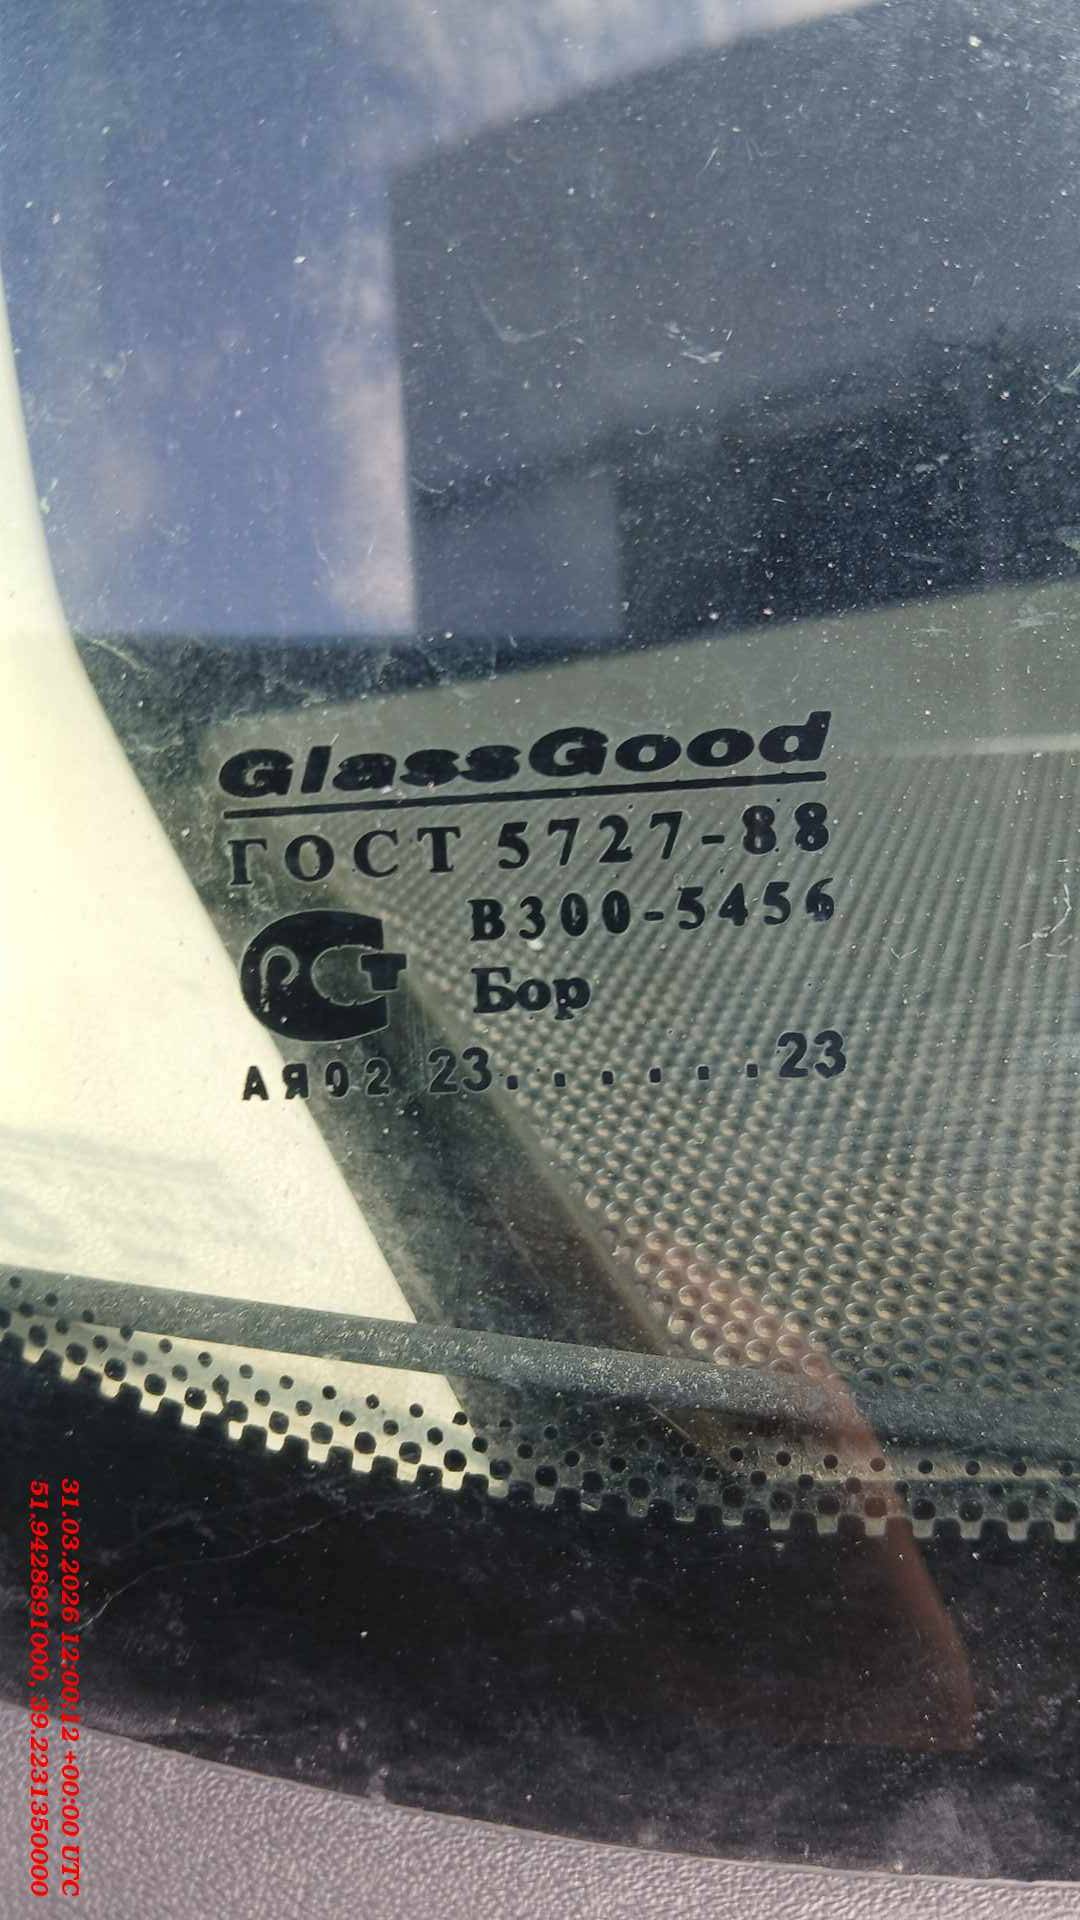 GlassGood
ГОСТ 5727-88
В300-5456
РСТ
Бор
АЯ02 23.  .  .  .  .  . 23
31.03.2026 12:00:12 +00:00 UTC
51.9428891000, 39.2231350000